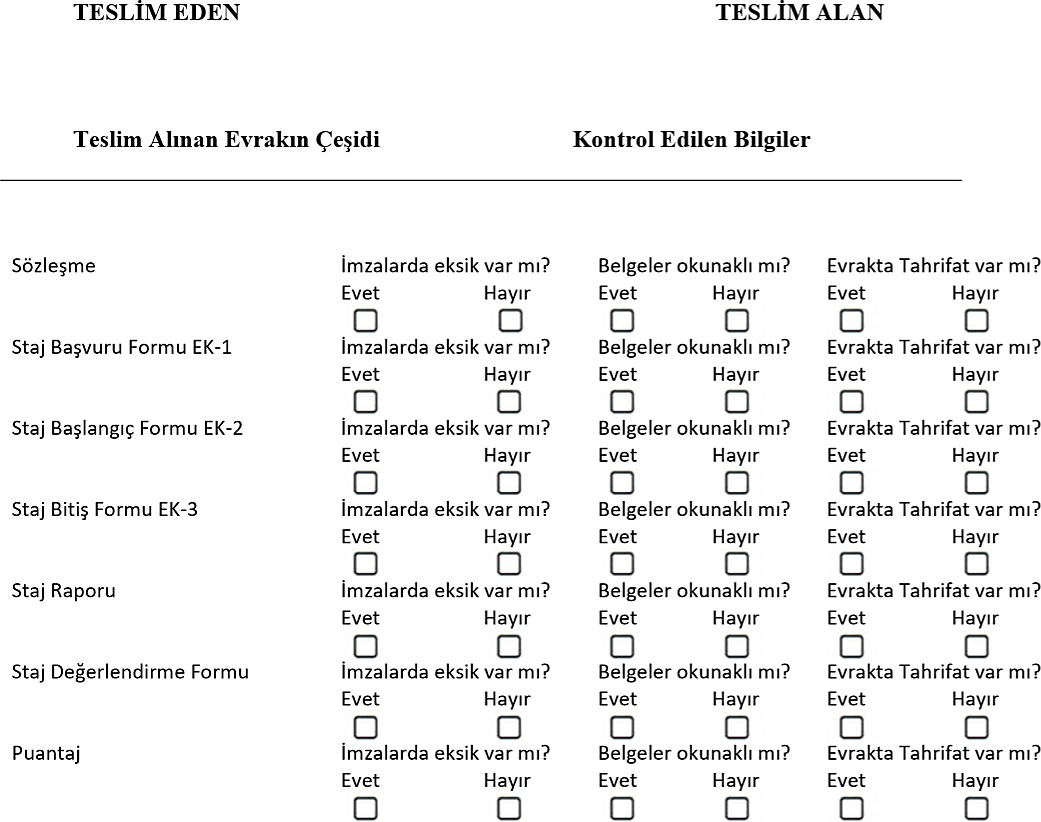 TESLİM EDEN TESLİM ALAN
Teslim Alınan Evrakın Çeşidi Kontrol Edilen Bilgiler
Sözleşme İmzalarda eksik var mı? Belgeler okunaklı mı? Evrakta Tahrifat var mı?
Evet Hayır Evet Hayır Evet Hayır
Staj Başvuru Formu EK-1 İmzalarda eksik var mı? Belgeler okunaklı mı? Evrakta Tahrifat var mı?
Evet Hayır Evet Hayır Evet Hayır
Staj Başlangıç Formu EK-2 İmzalarda eksik var mı? Belgeler okunaklı mı? Evrakta Tahrifat var mı?
Evet Hayır Evet Hayır Evet Hayır
Staj Bitiş Formu EK-3 İmzalarda eksik var mı? Belgeler okunaklı mı? Evrakta Tahrifat var mı?
Evet Hayır Evet Hayır Evet Hayır
Staj Raporu İmzalarda eksik var mı? Belgeler okunaklı mı? Evrakta Tahrifat var mı?
Evet Hayır Evet Hayır Evet Hayır
Staj Değerlendirme Formu İmzalarda eksik var mı? Belgeler okunaklı mı? Evrakta Tahrifat var mı?
Evet Hayır Evet Hayır Evet Hayır
Puantaj İmzalarda eksik var mı? Belgeler okunaklı mı? Evrakta Tahrifat var mı?
Evet Hayır Evet Hayır Evet Hayır